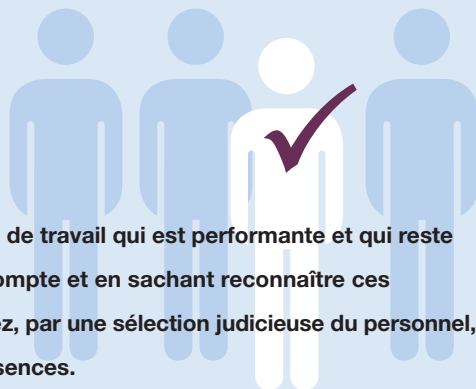 de travail qui est performante et qui reste
ompte et en sachant reconnaître ces
ez, par une sélection judicieuse du personnel,
sences.